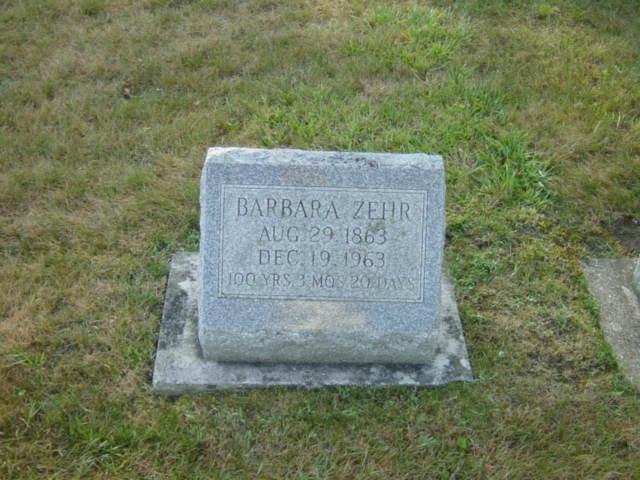 BARBARA ZEHR
AUG. 29, 1863
DEC. 19, 1963
100 YRS. 3 MOS. 20 DAYS